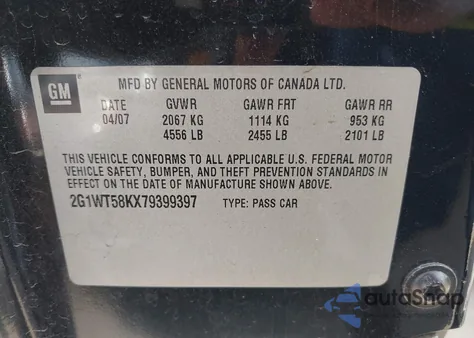 GM
MFD BY GENERAL MOTORS OF CANADA LTD.
DATE GVWR GAWR FRT GAWR RR
04/07 2067 KG 1114 KG 953 KG
4556 LB 2455 LB 2101 LB
THIS VEHICLE CONFORMS TO ALL APPLICABLE U.S. FEDERAL MOTOR
VEHICLE SAFETY, BUMPER, AND THEFT PREVENTION STANDARDS IN
EFFECT ON THE DATE OF MANUFACTURE SHOWN ABOVE.
2G1WT58KX79399397 TYPE: PASS CAR
autoSnap